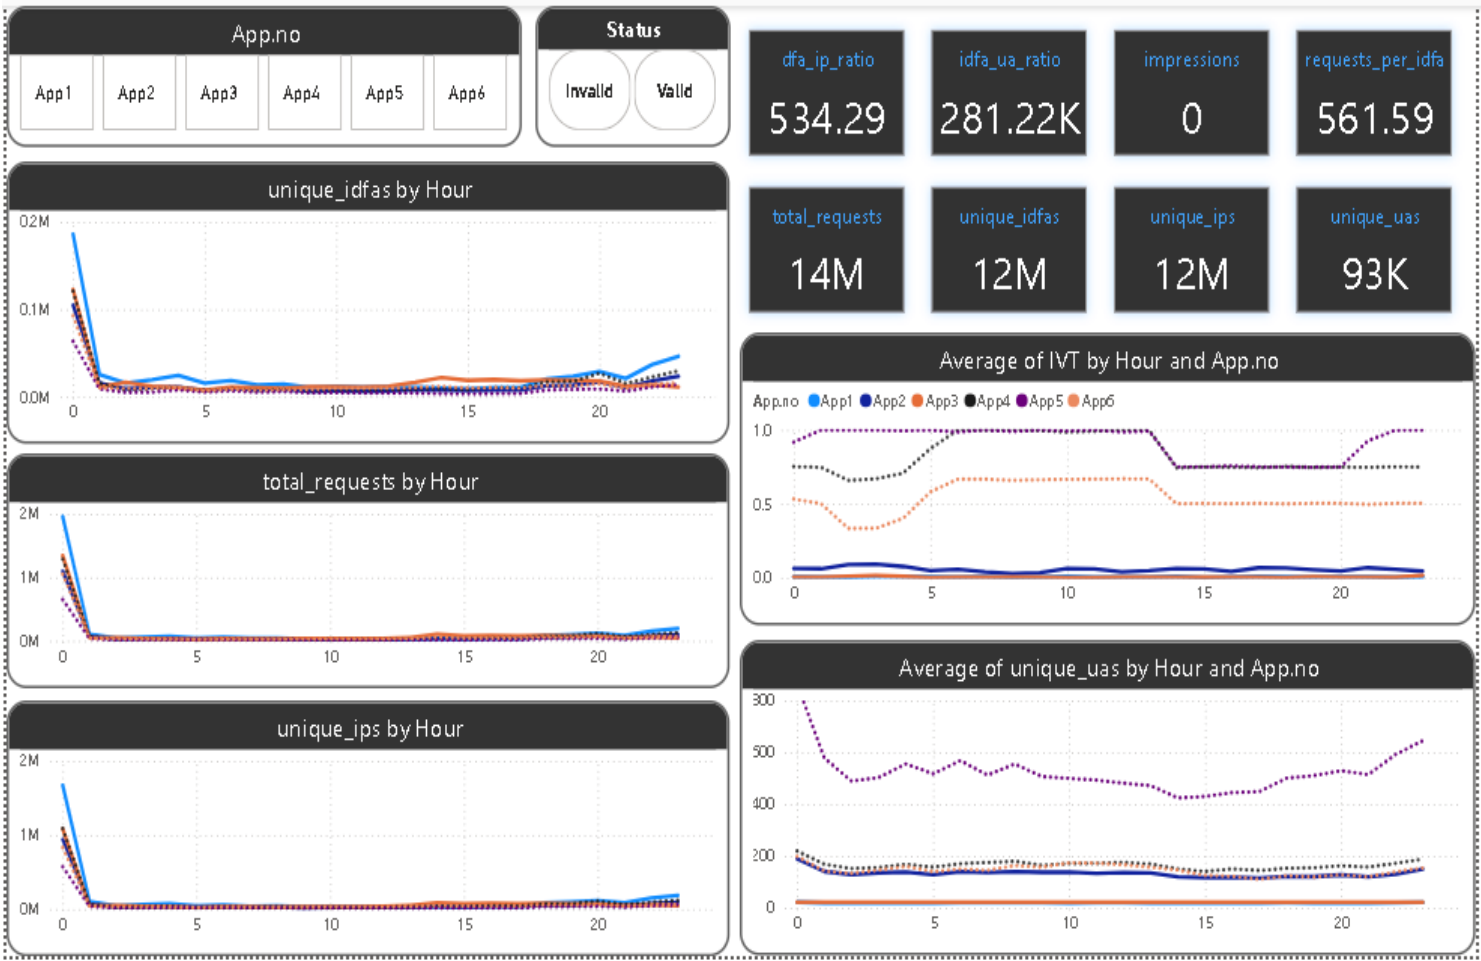 App.no
App1 App2 App3 App4 App5 App6
Status
Invalid Valid
dfa_ip_ratio
534.29
idfa_ua_ratio
281.22K
impressions
0
requests_per_idfa
561.59
total_requests
14M
unique_idfas
12M
unique_ips
12M
unique_uas
93K
unique_idfas by Hour
0.2M
0.1M
0.0M
0 5 10 15 20
total_requests by Hour
2M
1M
0M
0 5 10 15 20
unique_ips by Hour
2M
1M
0M
0 5 10 15 20
Average of IVT by Hour and App.no
App.no App1 App2 App3 App4 App5 App6
1.0
0.5
0.0
0 5 10 15 20
Average of unique_uas by Hour and App.no
600
400
200
0
0 5 10 15 20